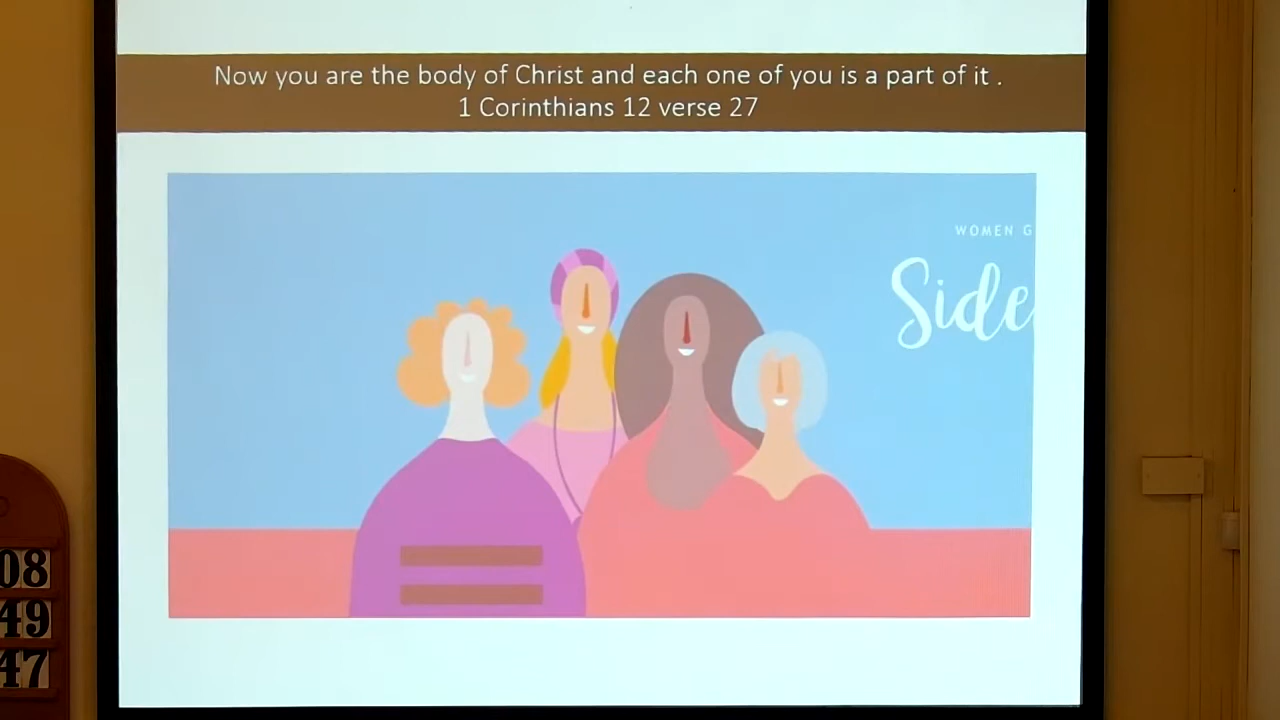 Now you are the body of Christ and each one of you is a part of it .
1 Corinthians 12 verse 27
WOMEN G
Side
08
49
47